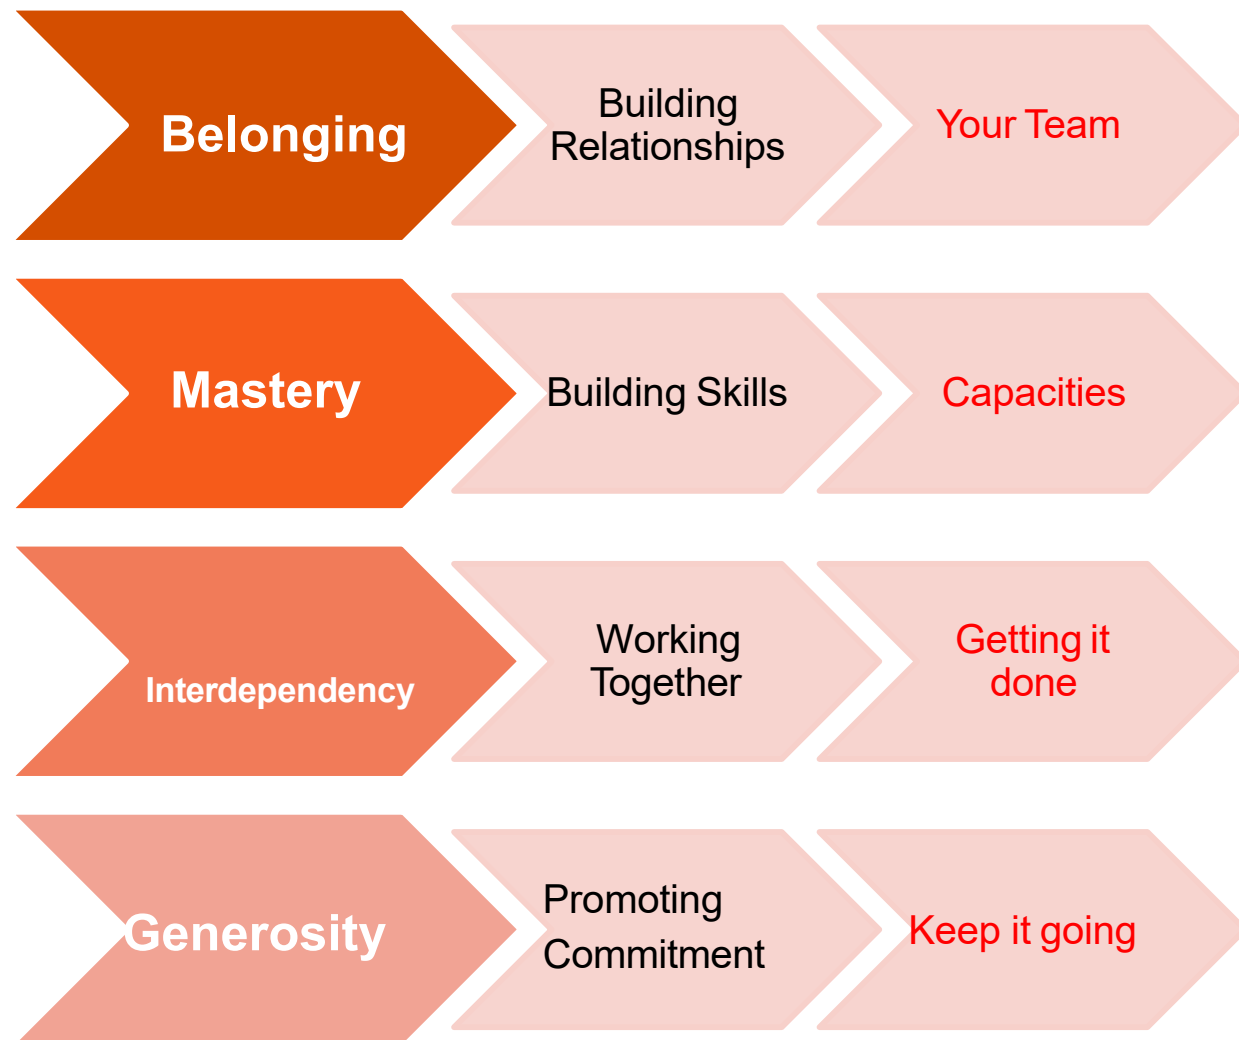 Belonging
Building
Relationships
Your Team
Mastery
Building Skills
Capacities
Interdependency
Working
Together
Getting it
done
Generosity
Promoting
Commitment
Keep it going